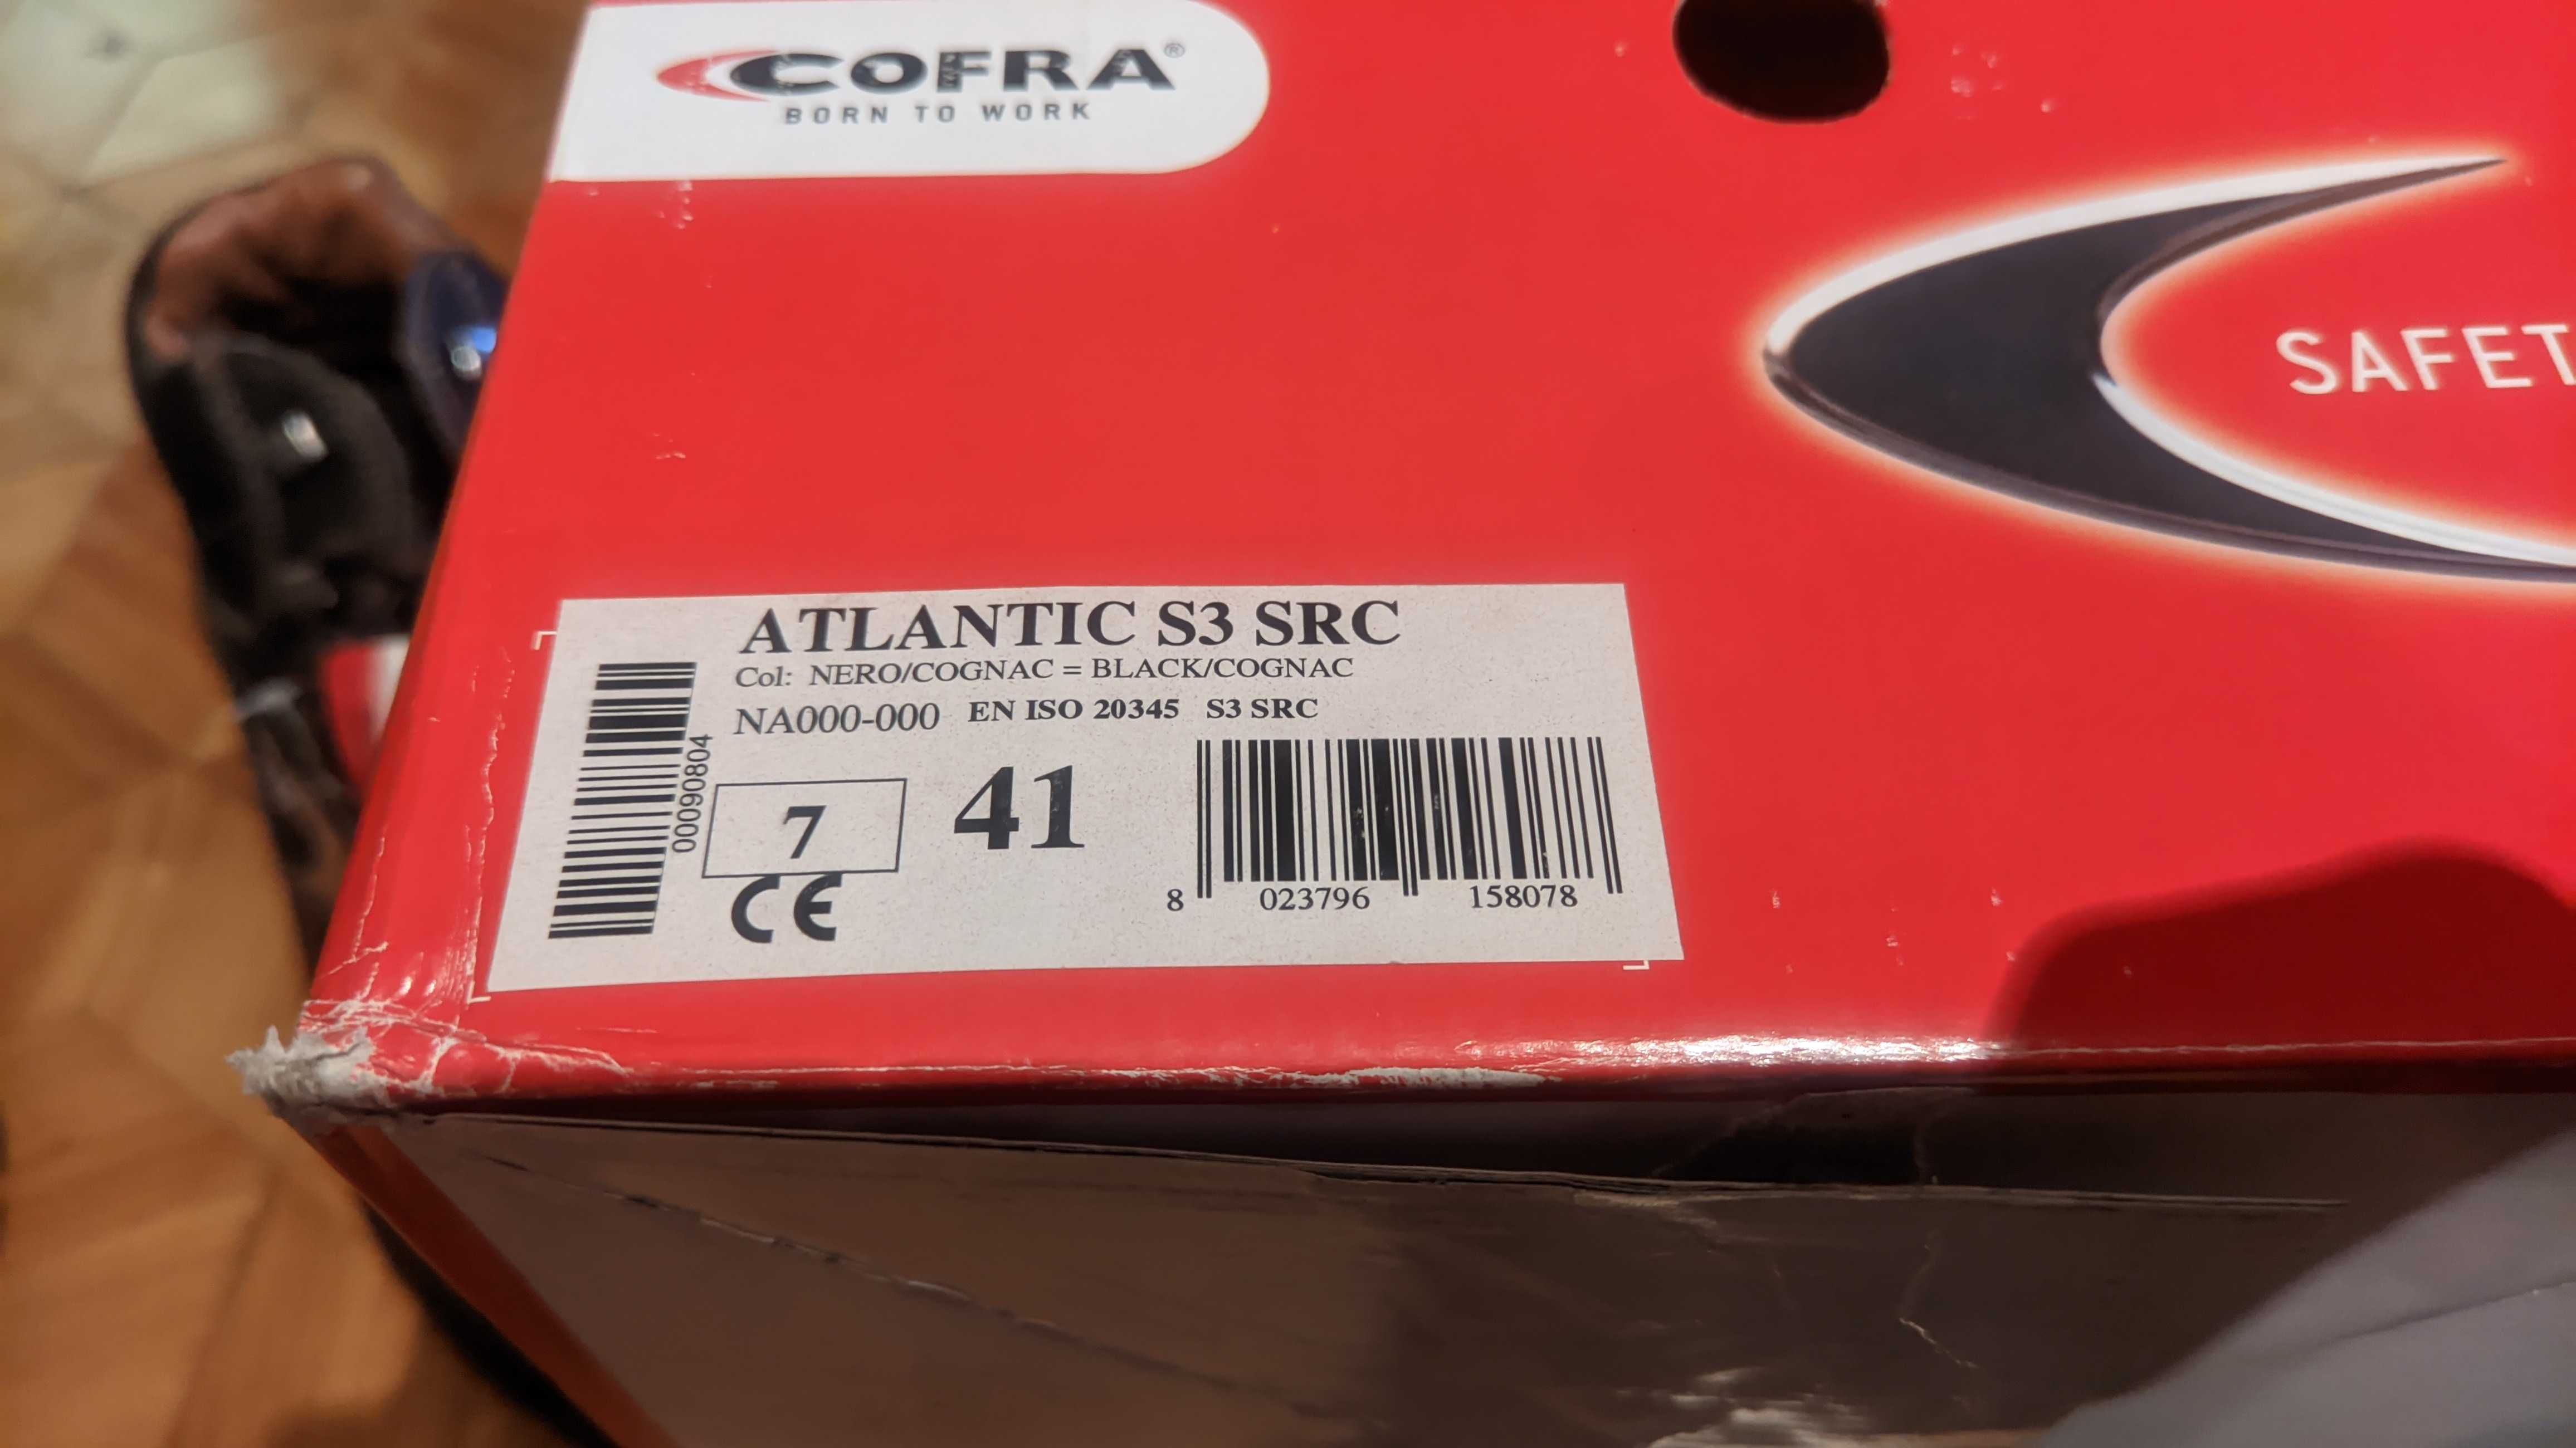 COFRA®
BORN TO WORK
SAFET
ATLANTIC S3 SRC
Col: NERO/COGNAC = BLACK/COGNAC
NA000-000 EN ISO 20345 S3 SRC
00090804
7 41
CE
8 023796 158078